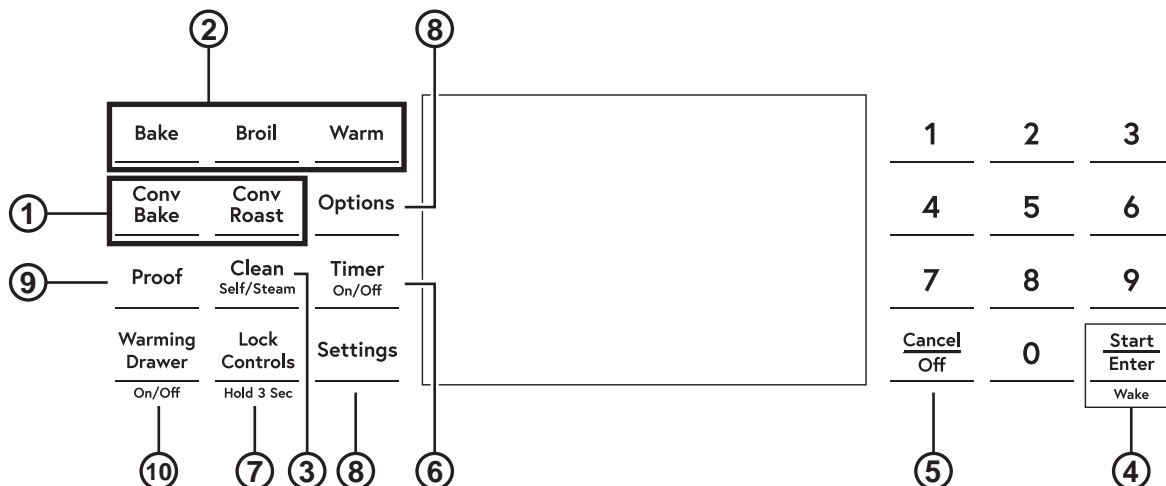 2
8
Bake Broil Warm 1 2 3
1
Conv Conv
Bake Roast
Options 4 5 6
9
Proof
Clean
Self/Steam
Timer
On/Off
7 8 9
Warming
Drawer
On/Off
Lock
Controls
Hold 3 Sec
Settings
Cancel
Off
0
Start
Enter
Wake
10 7 3 8 6 5 4